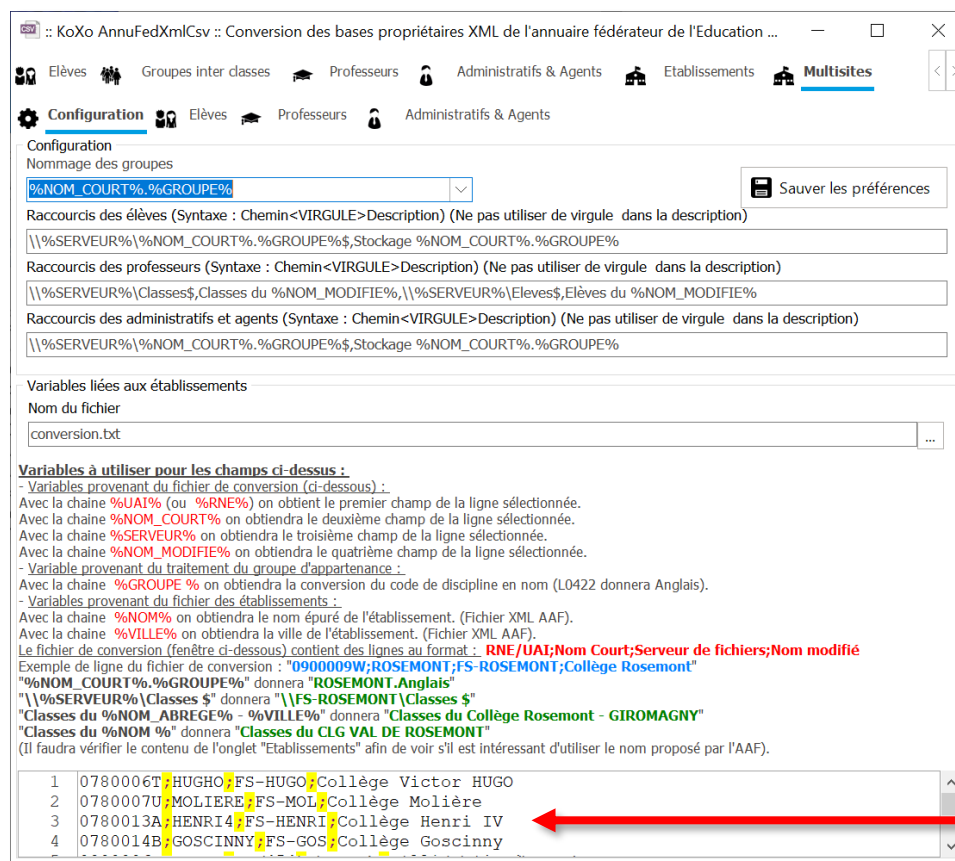 :: KoXo AnnuFedXmlCsv :: Conversion des bases propriétaires XML de l'annuaire fédérateur de l'Education ...
Elèves Groupes inter classes Professeurs Administratifs & Agents Etablissements Multisites
Configuration Elèves Professeurs Administratifs & Agents
Configuration
Nommage des groupes
%NOM_COURT%.%GROUPE%
Sauver les préférences
Raccourcis des élèves (Syntaxe : Chemin<VIRGULE>Description) (Ne pas utiliser de virgule dans la description)
\\%SERVEUR%\%NOM_COURT%.%GROUPE%$,Stockage %NOM_COURT%.%GROUPE%
Raccourcis des professeurs (Syntaxe : Chemin<VIRGULE>Description) (Ne pas utiliser de virgule dans la description)
\\%SERVEUR%\Classes$,Classes du %NOM_MODIFIE%,\\%SERVEUR%\Eleves$,Elèves du %NOM_MODIFIE%
Raccourcis des administratifs et agents (Syntaxe : Chemin<VIRGULE>Description) (Ne pas utiliser de virgule dans la description)
\\%SERVEUR%\%NOM_COURT%.%GROUPE%$,Stockage %NOM_COURT%.%GROUPE%
Variables liées aux établissements
Nom du fichier
conversion.txt
...
Variables à utiliser pour les champs ci-dessus :
- Variables provenant du fichier de conversion (ci-dessous) :
Avec la chaine %UAI% (ou %RNE%) on obtient le premier champ de la ligne sélectionnée.
Avec la chaine %NOM_COURT% on obtiendra le deuxième champ de la ligne sélectionnée.
Avec la chaine %SERVEUR% on obtiendra le troisième champ de la ligne sélectionnée.
Avec la chaine %NOM_MODIFIE% on obtiendra le quatrième champ de la ligne sélectionnée.
- Variable provenant du traitement du groupe d'appartenance :
Avec la chaine %GROUPE % on obtiendra la conversion du code de discipline en nom (L0422 donnera Anglais).
- Variables provenant du fichier des établissements :
Avec la chaine %NOM% on obtiendra le nom épuré de l'établissement. (Fichier XML AAF).
Avec la chaine %VILLE% on obtiendra la ville de l'établissement. (Fichier XML AAF).
Le fichier de conversion (fenêtre ci-dessous) contient des lignes au format : RNE/UAI;Nom Court;Serveur de fichiers;Nom modifié
Exemple de ligne du fichier de conversion : "0900009W;ROSEMONT;FS-ROSEMONT;Collège Rosemont"
"%NOM_COURT%.%GROUPE%" donnera "ROSEMONT.Anglais"
"\\%SERVEUR%\Classes $" donnera "\\FS-ROSEMONT\Classes $"
"Classes du %NOM_ABREGE% - %VILLE%" donnera "Classes du Collège Rosemont - GIROMAGNY"
"Classes du %NOM %" donnera "Classes du CLG VAL DE ROSEMONT"
(Il faudra vérifier le contenu de l'onglet "Etablissements" afin de voir s'il est intéressant d'utiliser le nom proposé par l'AAF).
1 0780006T;HUGHO;FS-HUGO;Collège Victor HUGO
2 0780007U;MOLIERE;FS-MOL;Collège Molière
3 0780013A;HENRI4;FS-HENRI;Collège Henri IV
4 0780014B;GOSCINNY;FS-GOS;Collège Goscinny